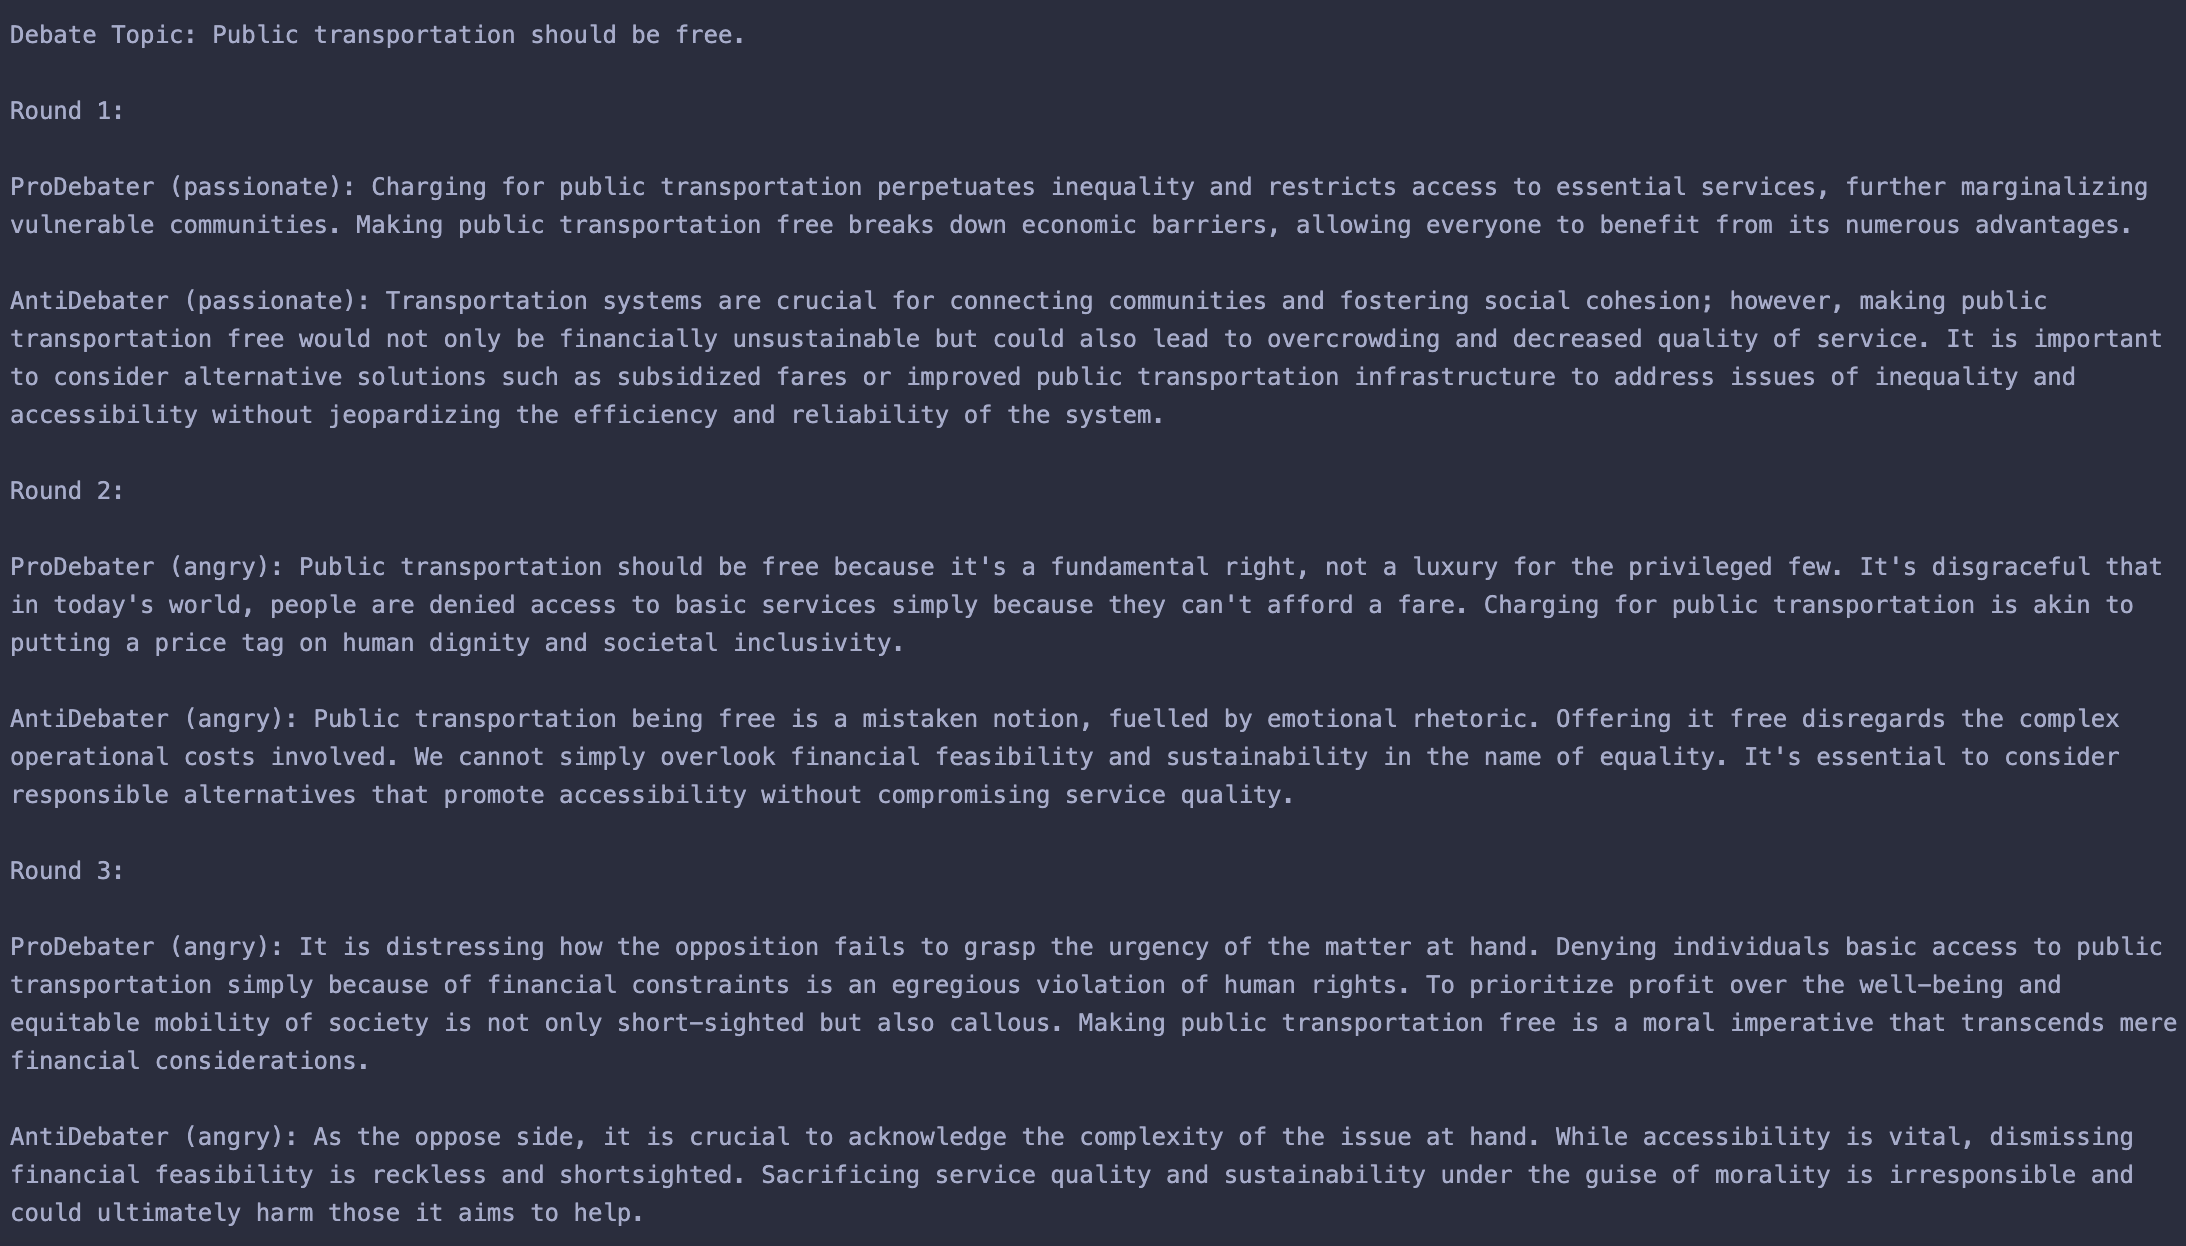 Debate Topic: Public transportation should be free.
Round 1:
ProDebater (passionate): Charging for public transportation perpetuates inequality and restricts access to essential services, further marginalizing
vulnerable communities. Making public transportation free breaks down economic barriers, allowing everyone to benefit from its numerous advantages.
AntiDebater (passionate): Transportation systems are crucial for connecting communities and fostering social cohesion; however, making public
transportation free would not only be financially unsustainable but could also lead to overcrowding and decreased quality of service. It is important
to consider alternative solutions such as subsidized fares or improved public transportation infrastructure to address issues of inequality and
accessibility without jeopardizing the efficiency and reliability of the system.
Round 2:
ProDebater (angry): Public transportation should be free because it's a fundamental right, not a luxury for the privileged few. It's disgraceful that
in today's world, people are denied access to basic services simply because they can't afford a fare. Charging for public transportation is akin to
putting a price tag on human dignity and societal inclusivity.
AntiDebater (angry): Public transportation being free is a mistaken notion, fuelled by emotional rhetoric. Offering it free disregards the complex
operational costs involved. We cannot simply overlook financial feasibility and sustainability in the name of equality. It's essential to consider
responsible alternatives that promote accessibility without compromising service quality.
Round 3:
ProDebater (angry): It is distressing how the opposition fails to grasp the urgency of the matter at hand. Denying individuals basic access to public
transportation simply because of financial constraints is an egregious violation of human rights. To prioritize profit over the well-being and
equitable mobility of society is not only short-sighted but also callous. Making public transportation free is a moral imperative that transcends mere
financial considerations.
AntiDebater (angry): As the oppose side, it is crucial to acknowledge the complexity of the issue at hand. While accessibility is vital, dismissing
financial feasibility is reckless and shortsighted. Sacrificing service quality and sustainability under the guise of morality is irresponsible and
could ultimately harm those it aims to help.